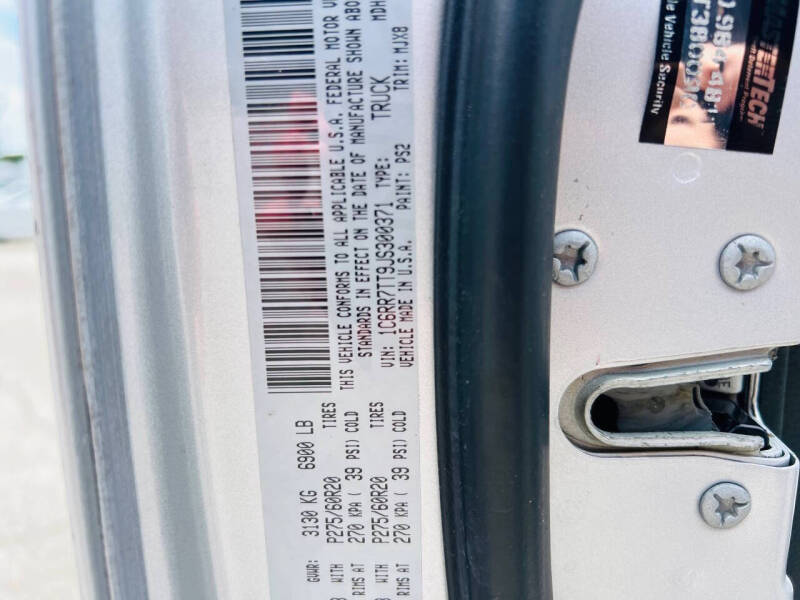 GVWR: 3130 KG 6900 LB
WITH P275/60R20 TIRES
RIMS AT 270 KPA ( 39 PSI) COLD
WITH P275/60R20 TIRES
RIMS AT 270 KPA ( 39 PSI) COLD
THIS VEHICLE CONFORMS TO ALL APPLICABLE U.S.A. FEDERAL MOTOR
STANDARDS IN EFFECT ON THE DATE OF MANUFACTURE SHOWN ABO
VIN: 1C6RR7TT9JS300371 TYPE: TRUCK MDH
VEHICLE MADE IN U.S.A. PAINT: PS2 TRIM: MJX8
MASTERTECH
Vehicle Security